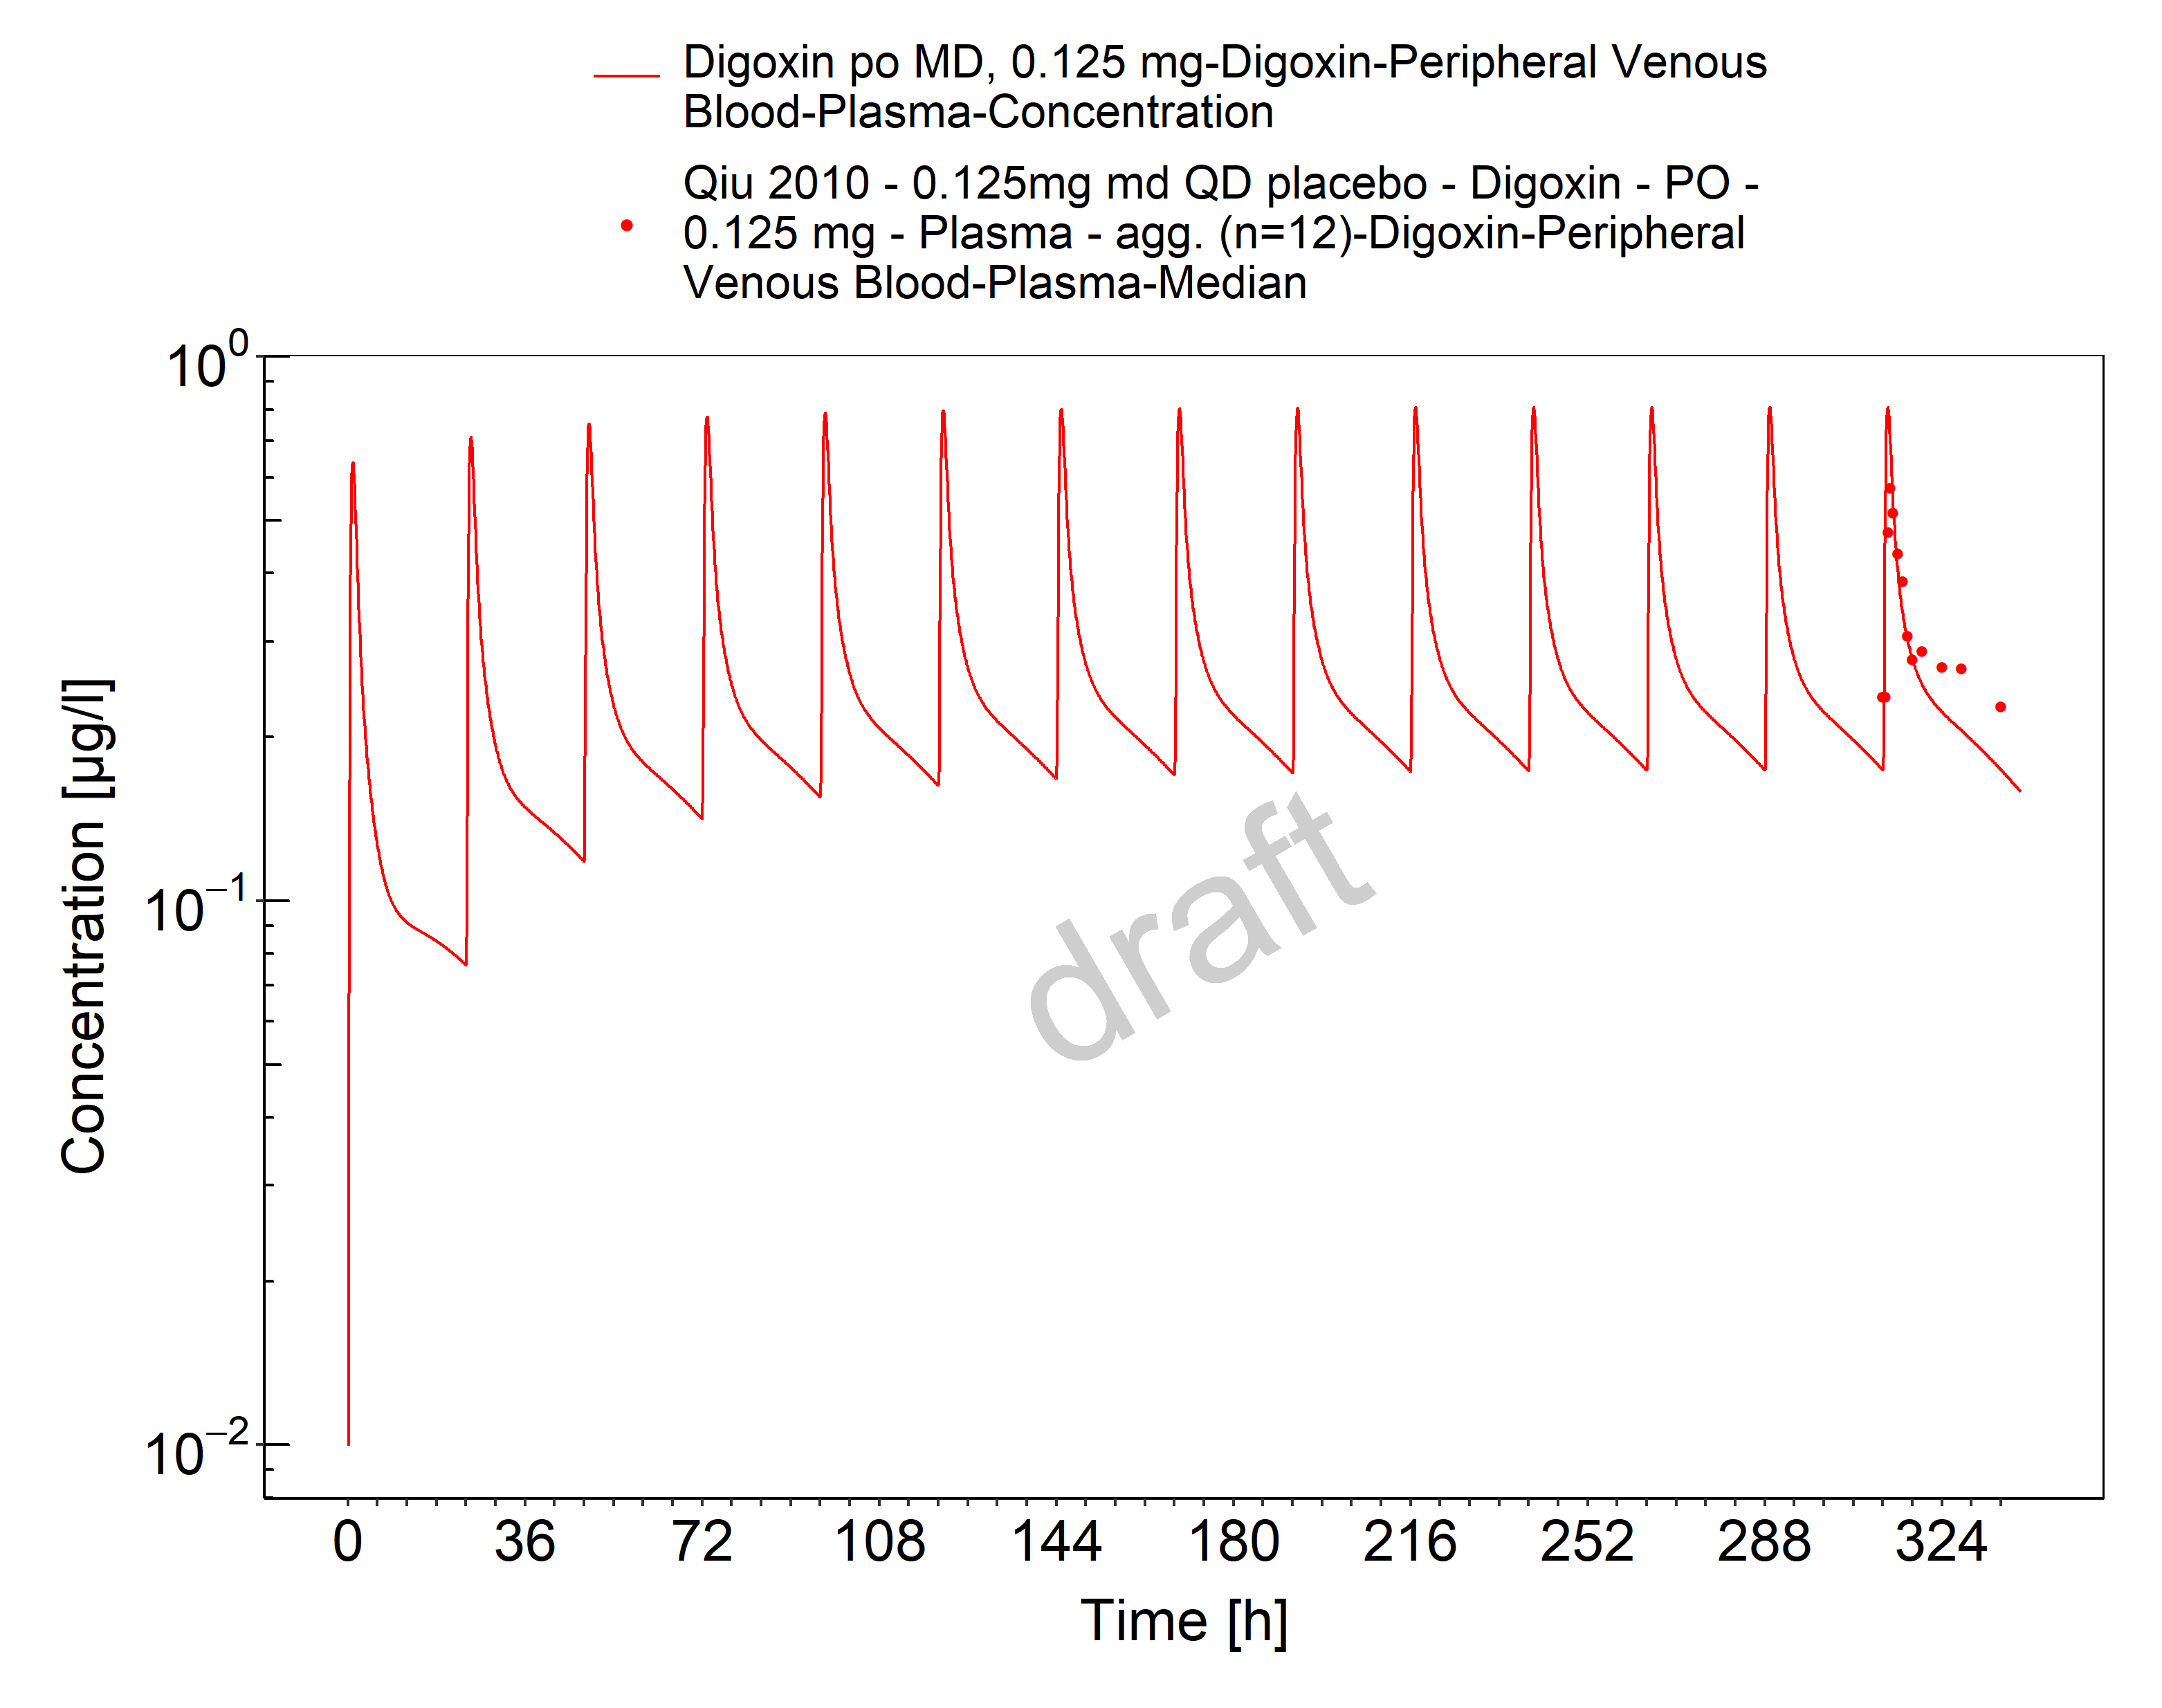 Digoxin po MD, 0.125 mg-Digoxin-Peripheral Venous
Blood-Plasma-Concentration
Qiu 2010 - 0.125mg md QD placebo - Digoxin - PO -
0.125 mg - Plasma - agg. (n=12)-Digoxin-Peripheral
Venous Blood-Plasma-Median
10⁰
10⁻¹
10⁻²
Concentration [µg/l]
draft
0 36 72 108 144 180 216 252 288 324
Time [h]